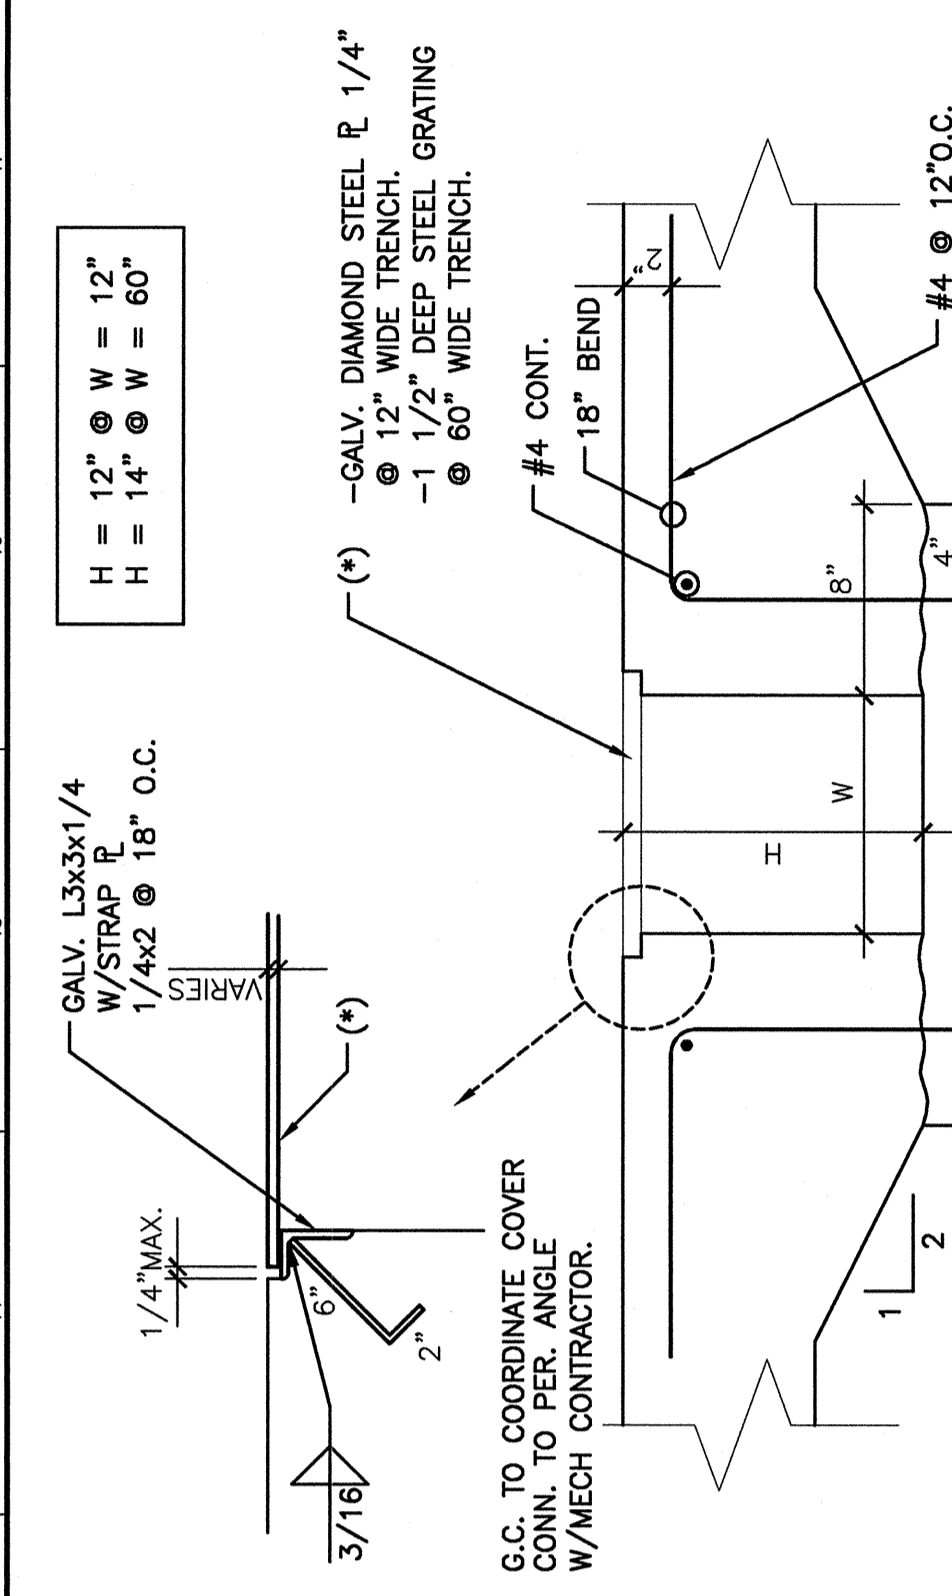 GALV. L3x3x1/4
W/STRAP PL
1/4x2 @ 18" O.C.
H = 12" @ W = 12"
H = 14" @ W = 60"
1/4"MAX.
VARIES
(*)
6"
2"
3/16
(*) -GALV. DIAMOND STEEL PL 1/4"
@ 12" WIDE TRENCH.
-1 1/2" DEEP STEEL GRATING
@ 60" WIDE TRENCH.
G.C. TO COORDINATE COVER
CONN. TO PER. ANGLE
W/MECH CONTRACTOR.
#4 CONT.
18" BEND
2"
H
W
8"
4"
#4 @ 12"O.C.
1
2